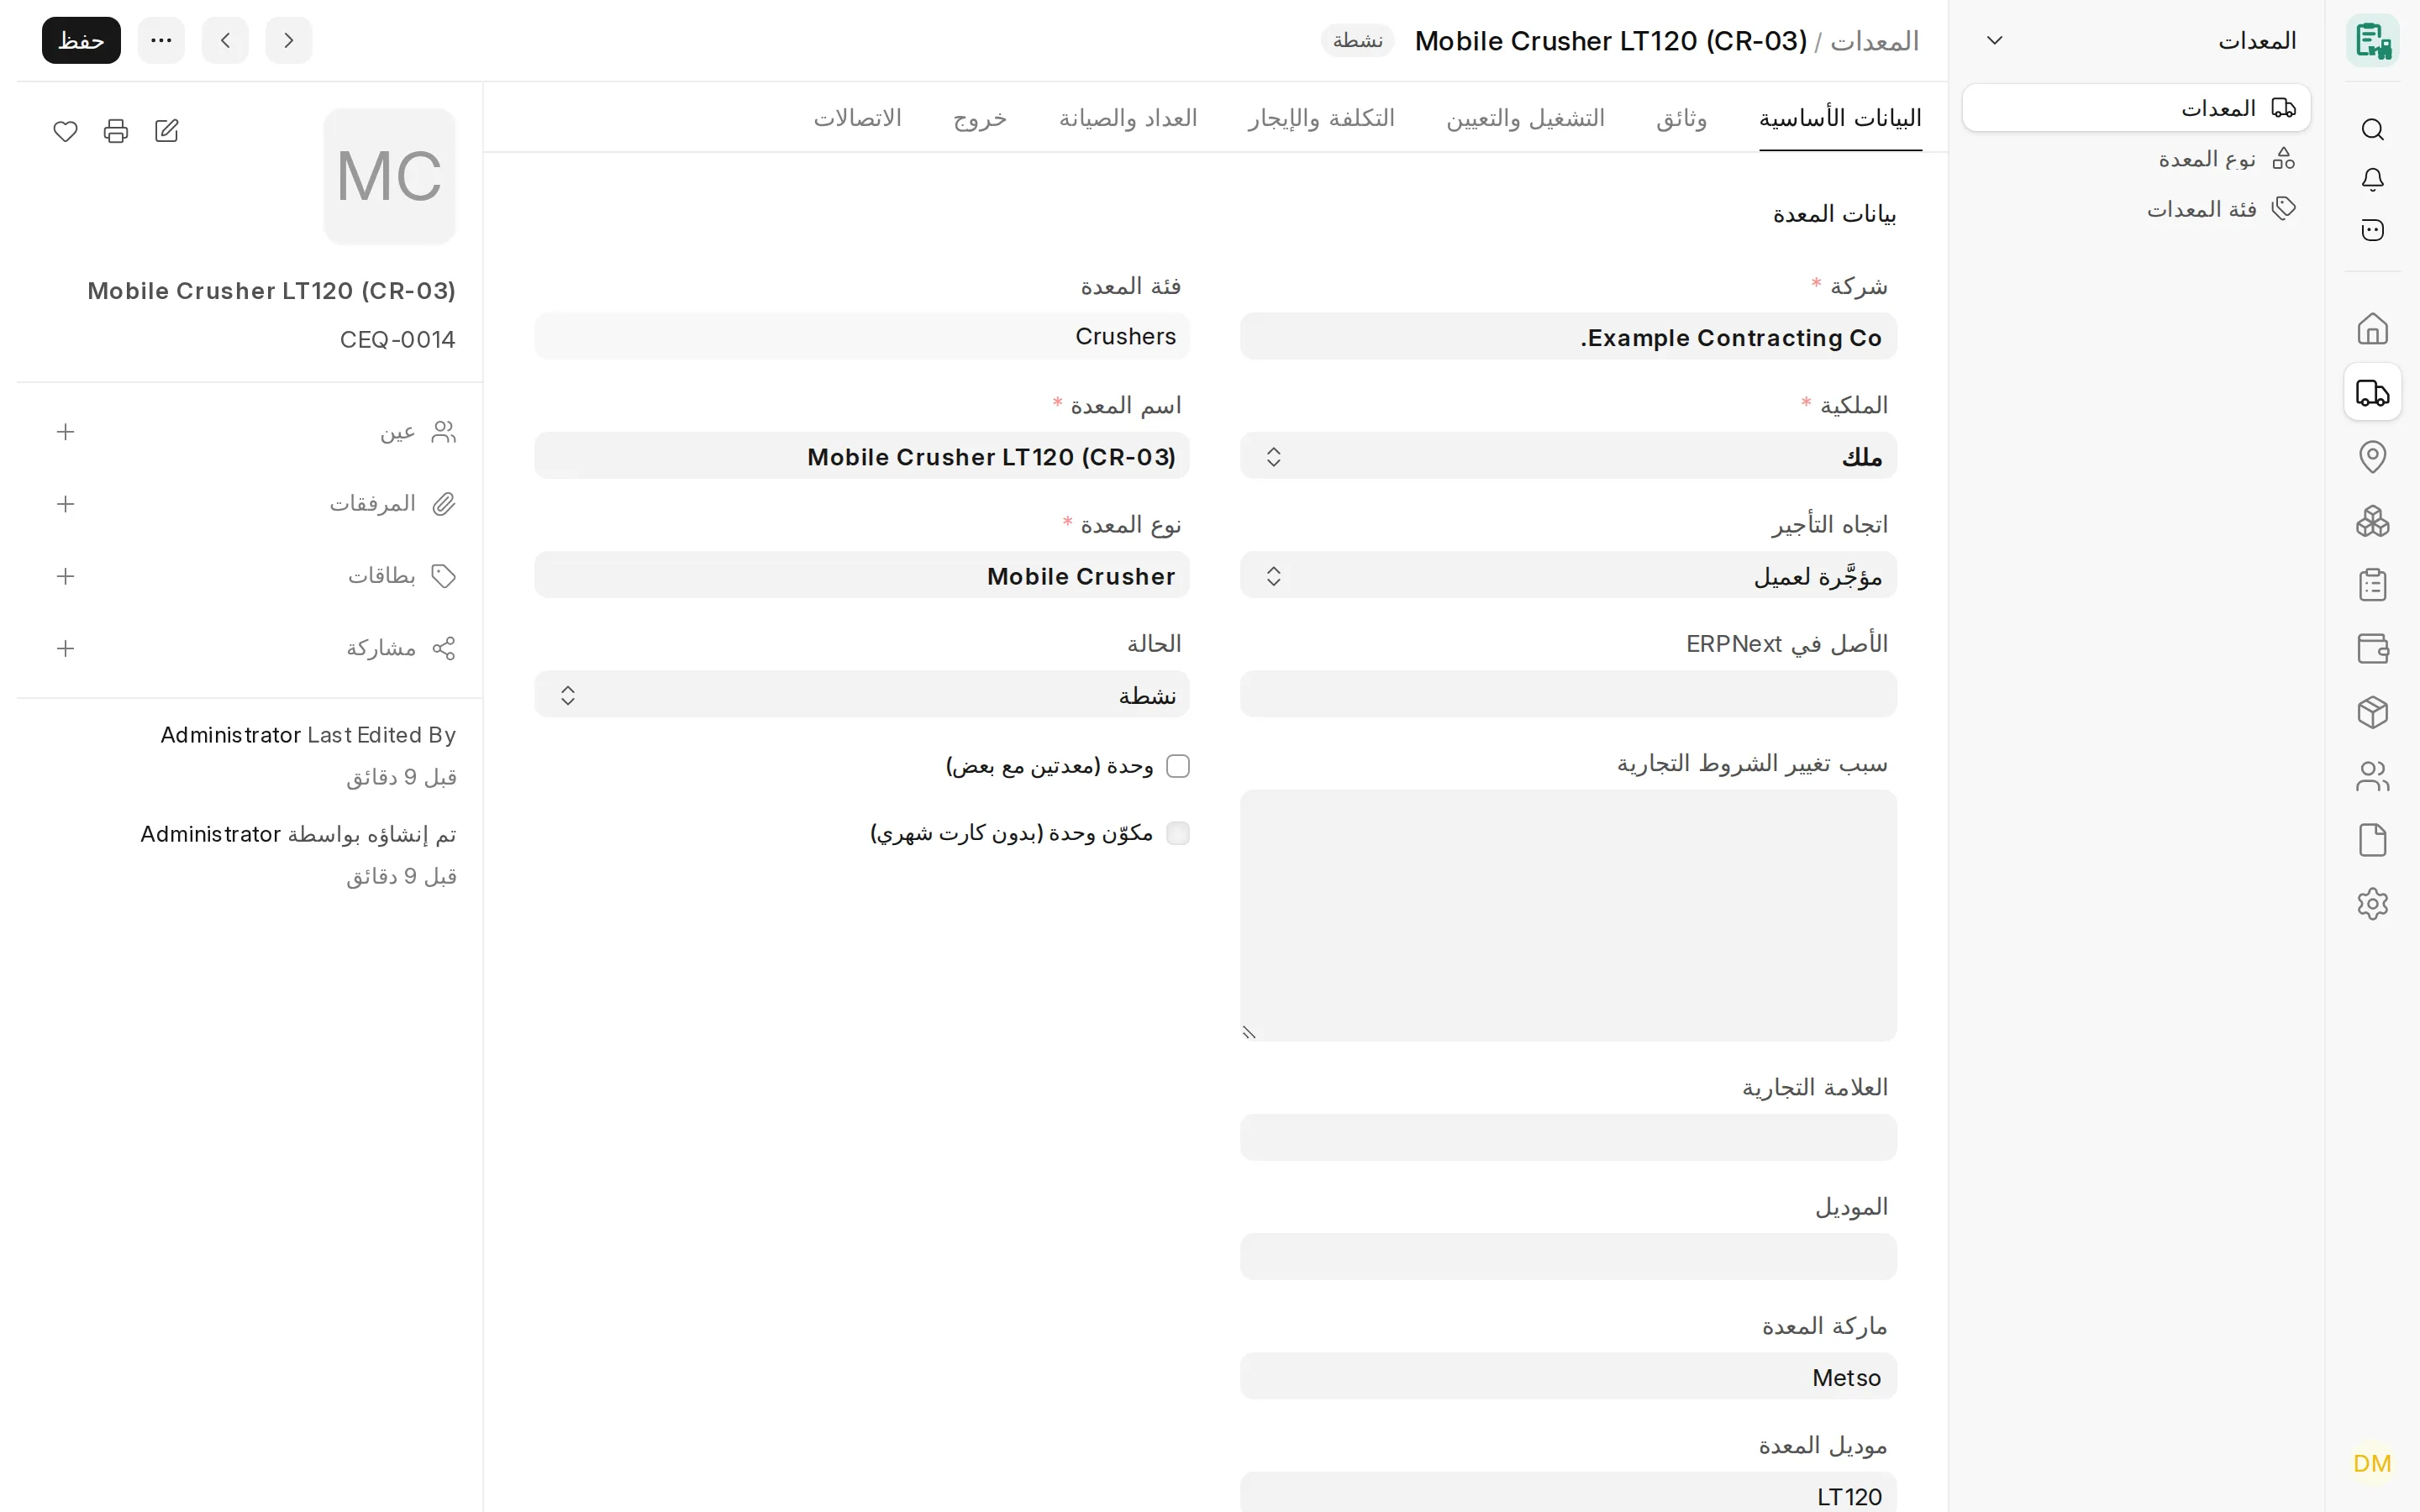 المعدات
المعدات
نوع المعدة
فئة المعدات
المعدات / Mobile Crusher LT120 (CR-03) نشطة
حفظ
البيانات الأساسية وثائق التشغيل والتعيين التكلفة والإيجار العداد والصيانة خروج الاتصالات
بيانات المعدة
شركة *
Example Contracting Co.
الملكية *
ملك
اتجاه التأجير
مؤجَّرة لعميل
الأصل في ERPNext
سبب تغيير الشروط التجارية
العلامة التجارية
الموديل
ماركة المعدة
Metso
موديل المعدة
LT120
فئة المعدة
Crushers
اسم المعدة *
Mobile Crusher LT120 (CR-03)
نوع المعدة *
Mobile Crusher
الحالة
نشطة
وحدة (معدتين مع بعض)
مكوّن وحدة (بدون كارت شهري)
MC
Mobile Crusher LT120 (CR-03)
CEQ-0014
عين
المرفقات
بطاقات
مشاركة
Administrator Last Edited By
قبل 9 دقائق
تم إنشاؤه بواسطة Administrator
قبل 9 دقائق
DM